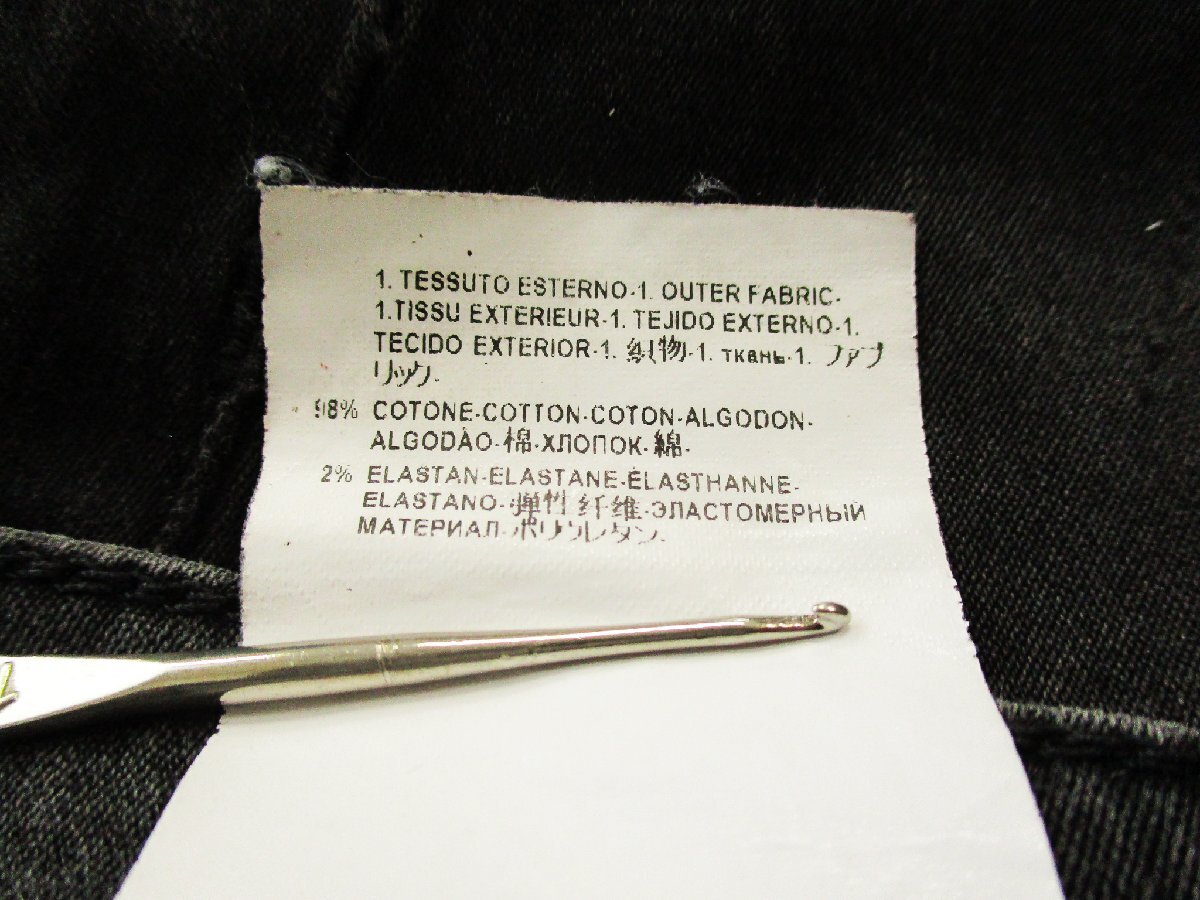 1. TESSUTO ESTERNO-1. OUTER FABRIC-
1.TISSU EXTERIEUR-1. TEJIDO EXTERNO-1.
TECIDO EXTERIOR-1. 织物-1. ткань-1. ファブ
リック-
98% COTONE-COTTON-COTON-ALGODON-
ALGODÃO-棉-ХЛОПОК-綿-
2% ELASTAN-ELASTANE-ÉLASTHANNE-
ELASTANO-弹性 纤维-ЭЛАСТОМЕРНЫЙ
МАТЕРИАЛ-ポリウレタン-